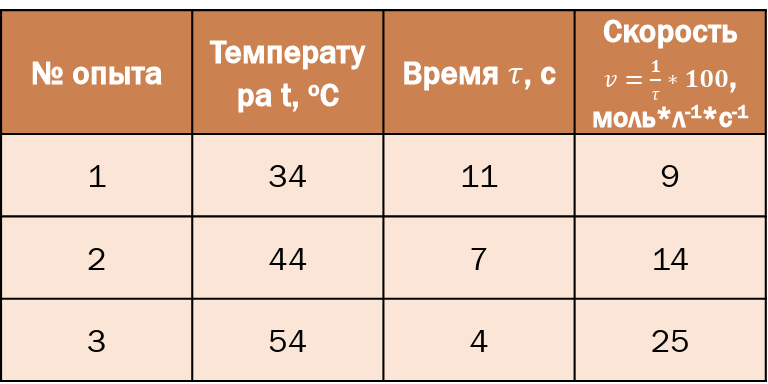 № опыта
Температу
ра t, ºС
Время τ, с
Скорость
v = 1/τ * 100,
моль*л-1*с-1
1 34 11 9
2 44 7 14
3 54 4 25